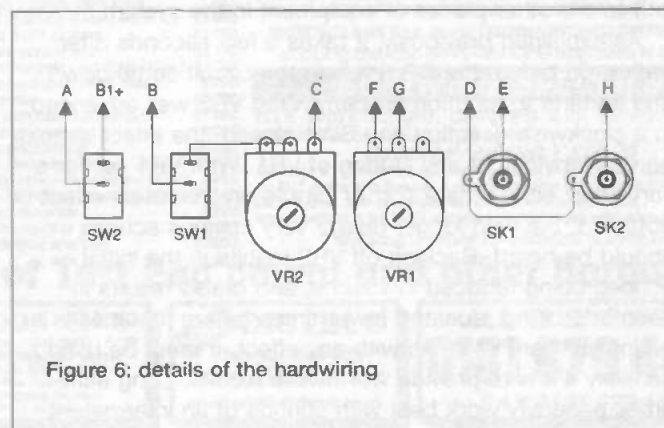 A B1+ B C F G D E H
SW2 SW1 VR2 VR1 SK1 SK2
Figure 6; details of the hardwiring